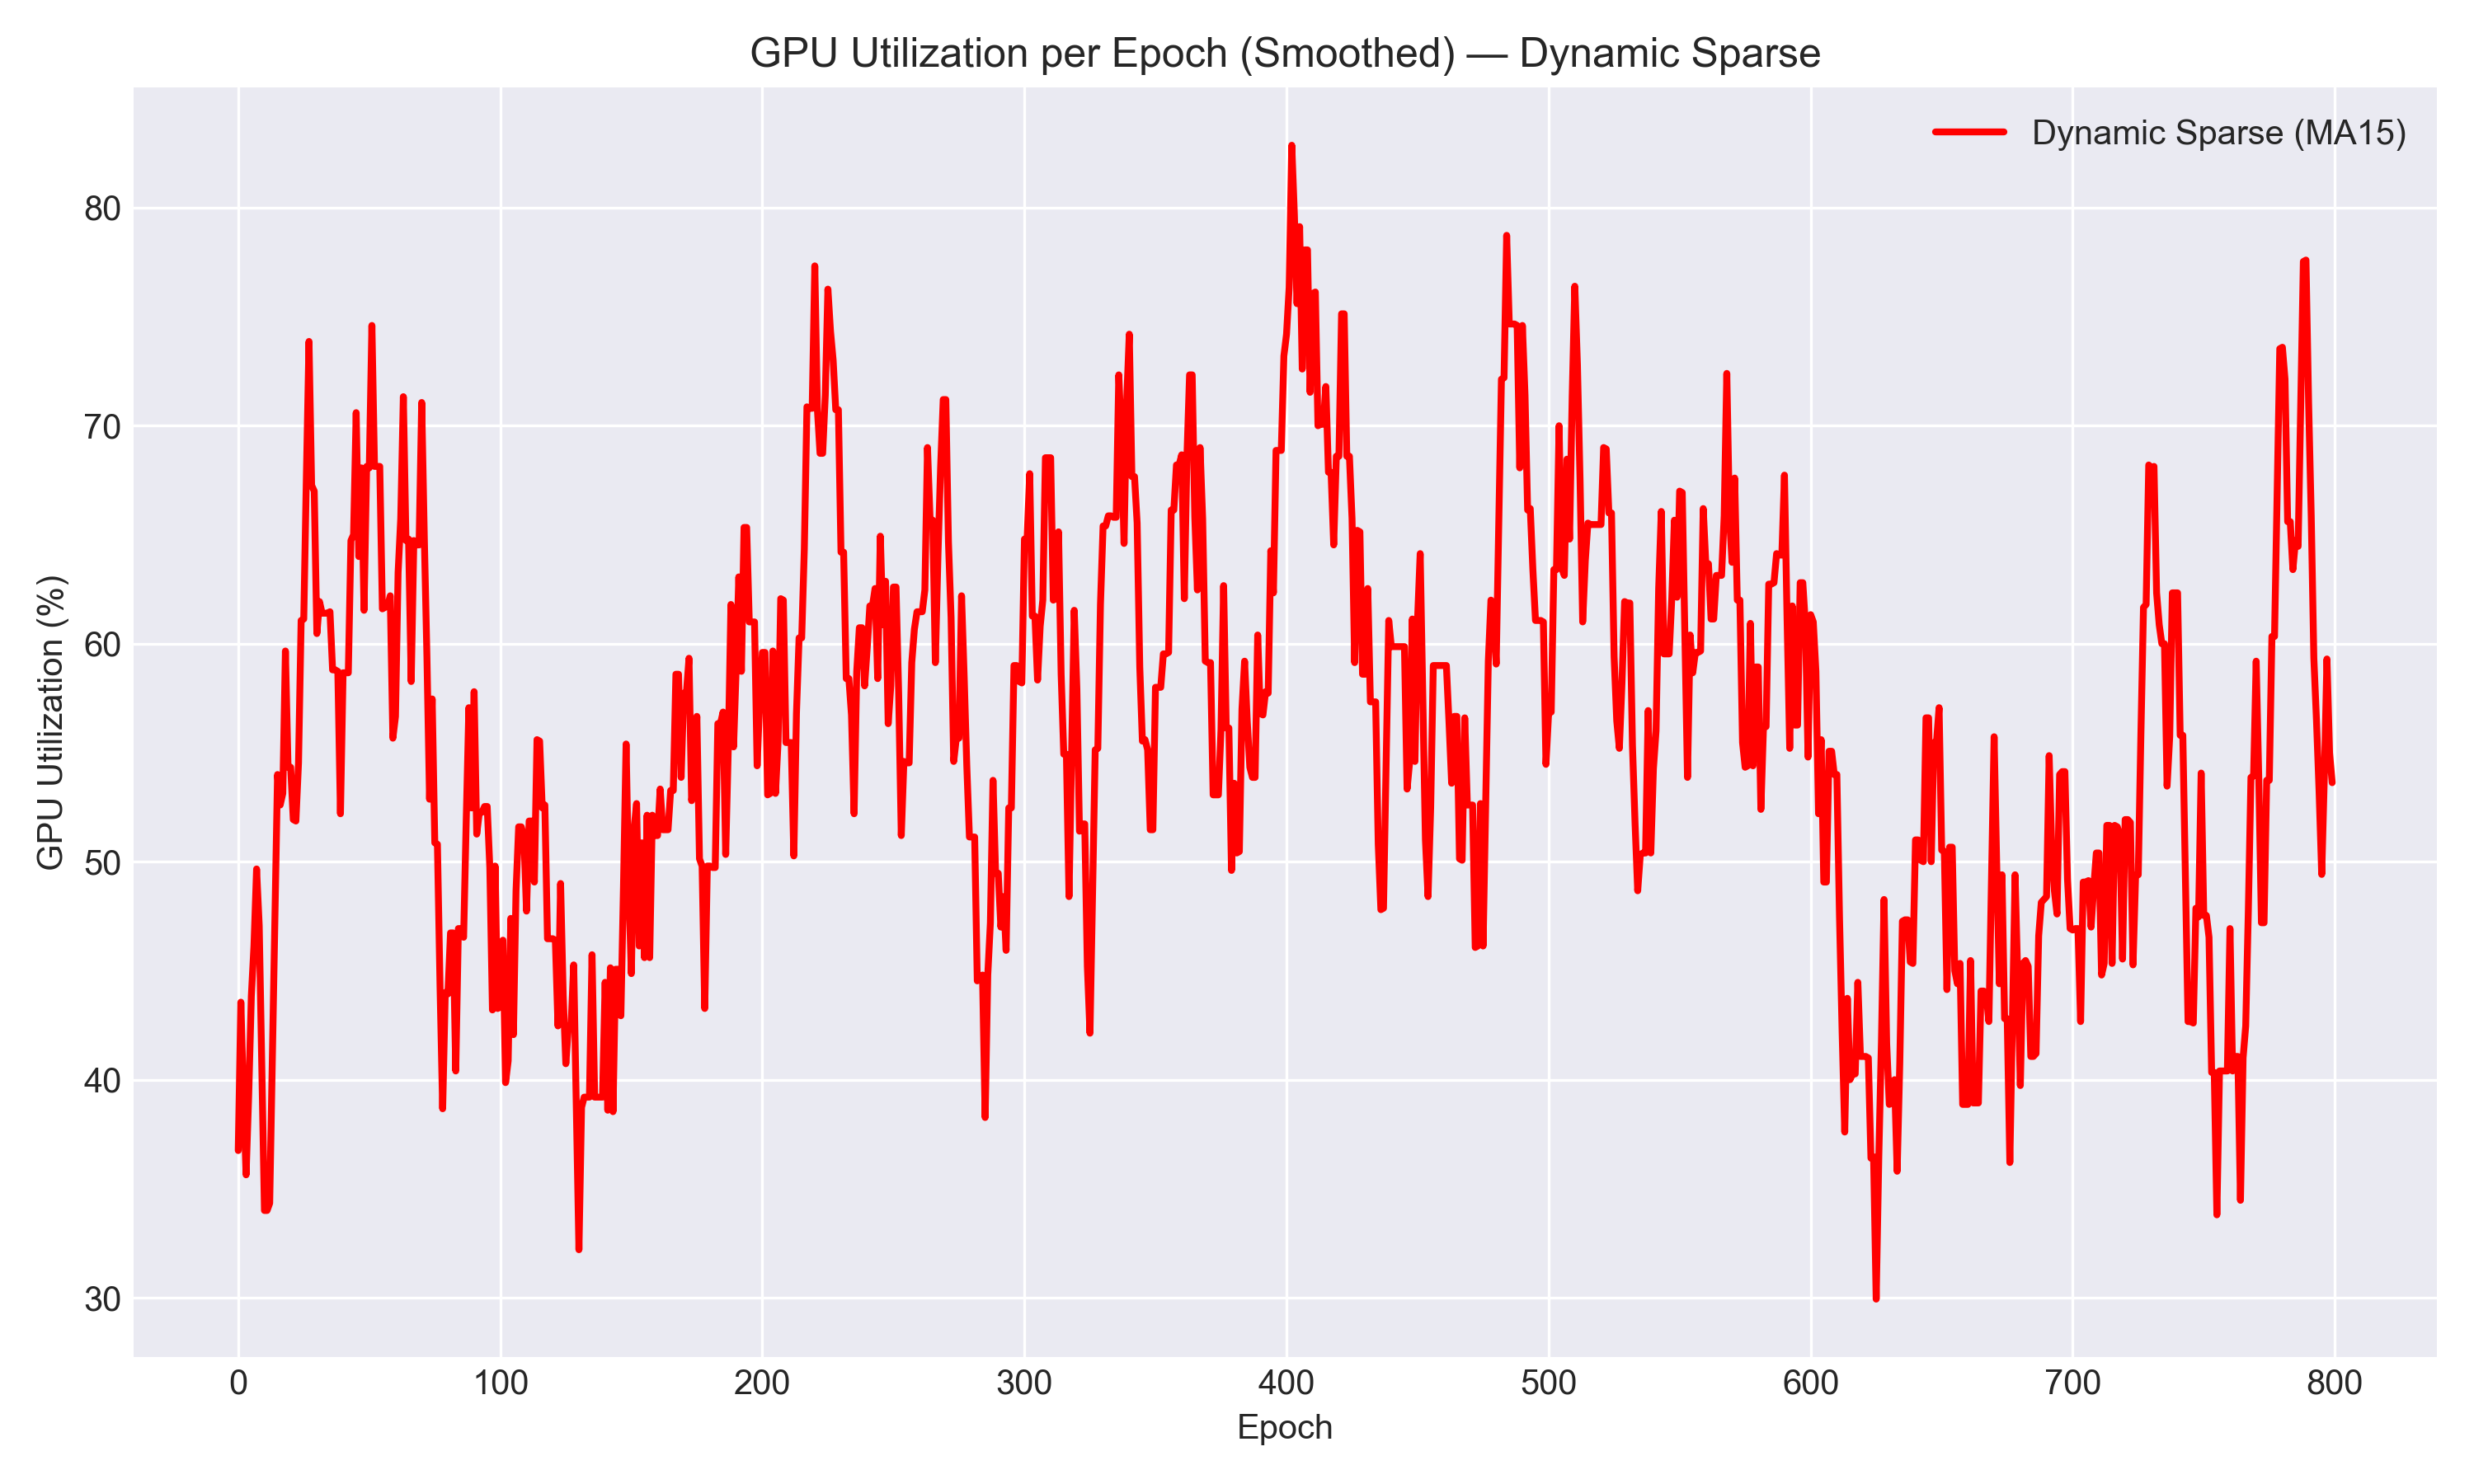 GPU Utilization per Epoch (Smoothed) — Dynamic Sparse
Dynamic Sparse (MA15)
GPU Utilization (%)
80
70
60
50
40
30
0 100 200 300 400 500 600 700 800
Epoch